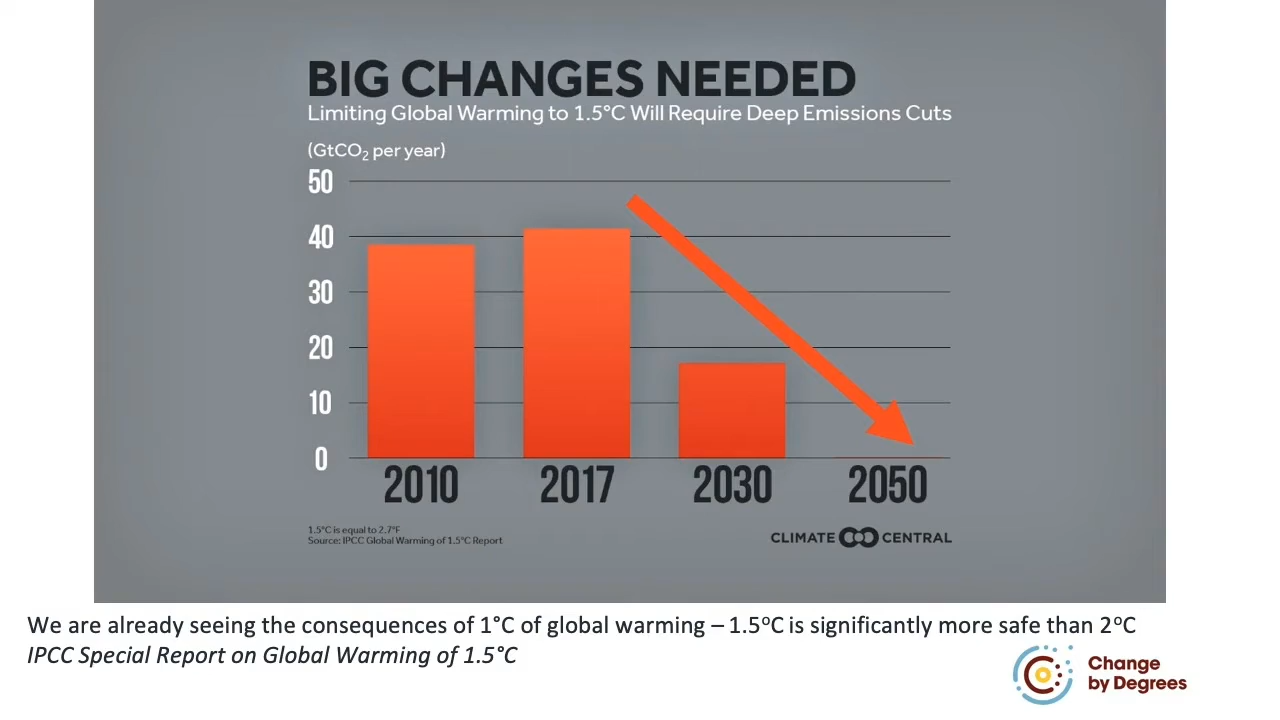 BIG CHANGES NEEDED
Limiting Global Warming to 1.5°C Will Require Deep Emissions Cuts
(GtCO₂ per year)
50
40
30
20
10
0
2010 2017 2030 2050
1.5°C is equal to 2.7°F
Source: IPCC Global Warming of 1.5°C Report
CLIMATE CENTRAL
We are already seeing the consequences of 1°C of global warming – 1.5ºC is significantly more safe than 2ºC
IPCC Special Report on Global Warming of 1.5°C
Change
by Degrees